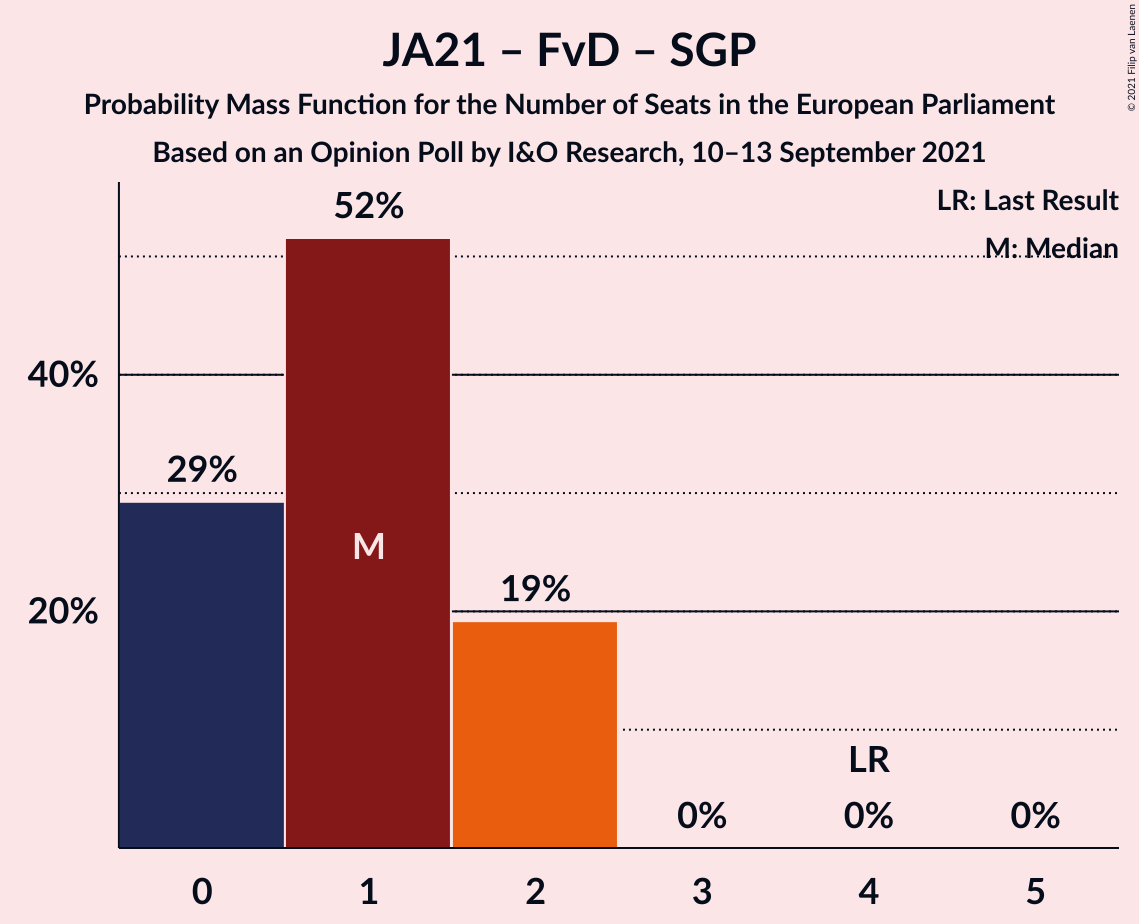 JA21 – FvD – SGP
Probability Mass Function for the Number of Seats in the European Parliament
Based on an Opinion Poll by I&O Research, 10–13 September 2021
© 2021 Filip van Laenen
LR: Last Result
M: Median
52%
40%
29%
M
19%
20%
LR
0% 0% 0%
0 1 2 3 4 5